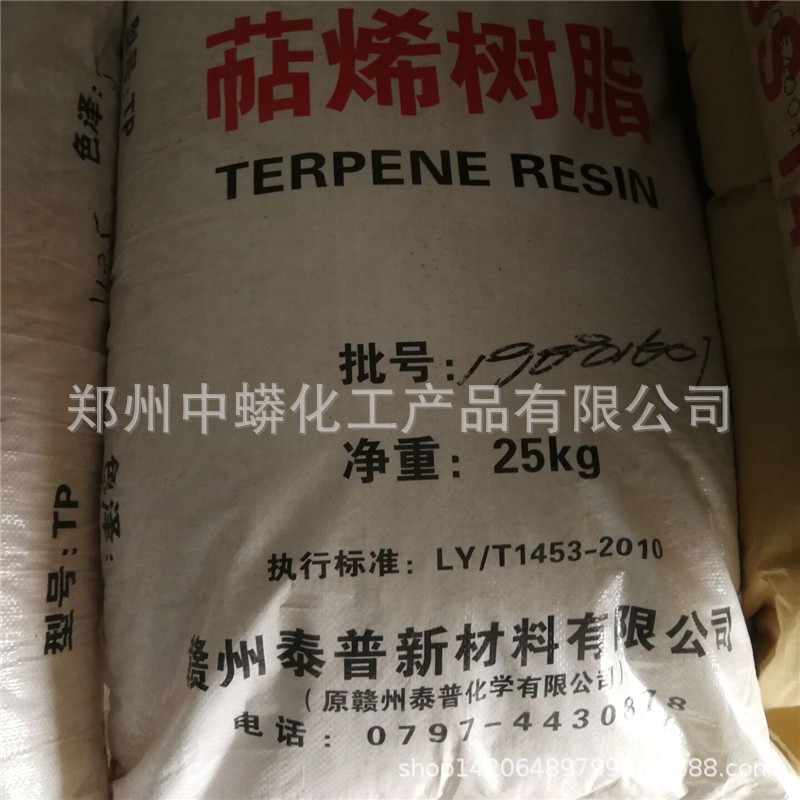 萜烯树脂
TERPENE RESIN
批号:
郑州中蟒化工产品有限公司
净重: 25kg
执行标准: LY/T1453-2010
赣州泰普新材料有限公司
(原赣州泰普化学有限公司)
电话: 0797-4430878
色泽:
型号:TP